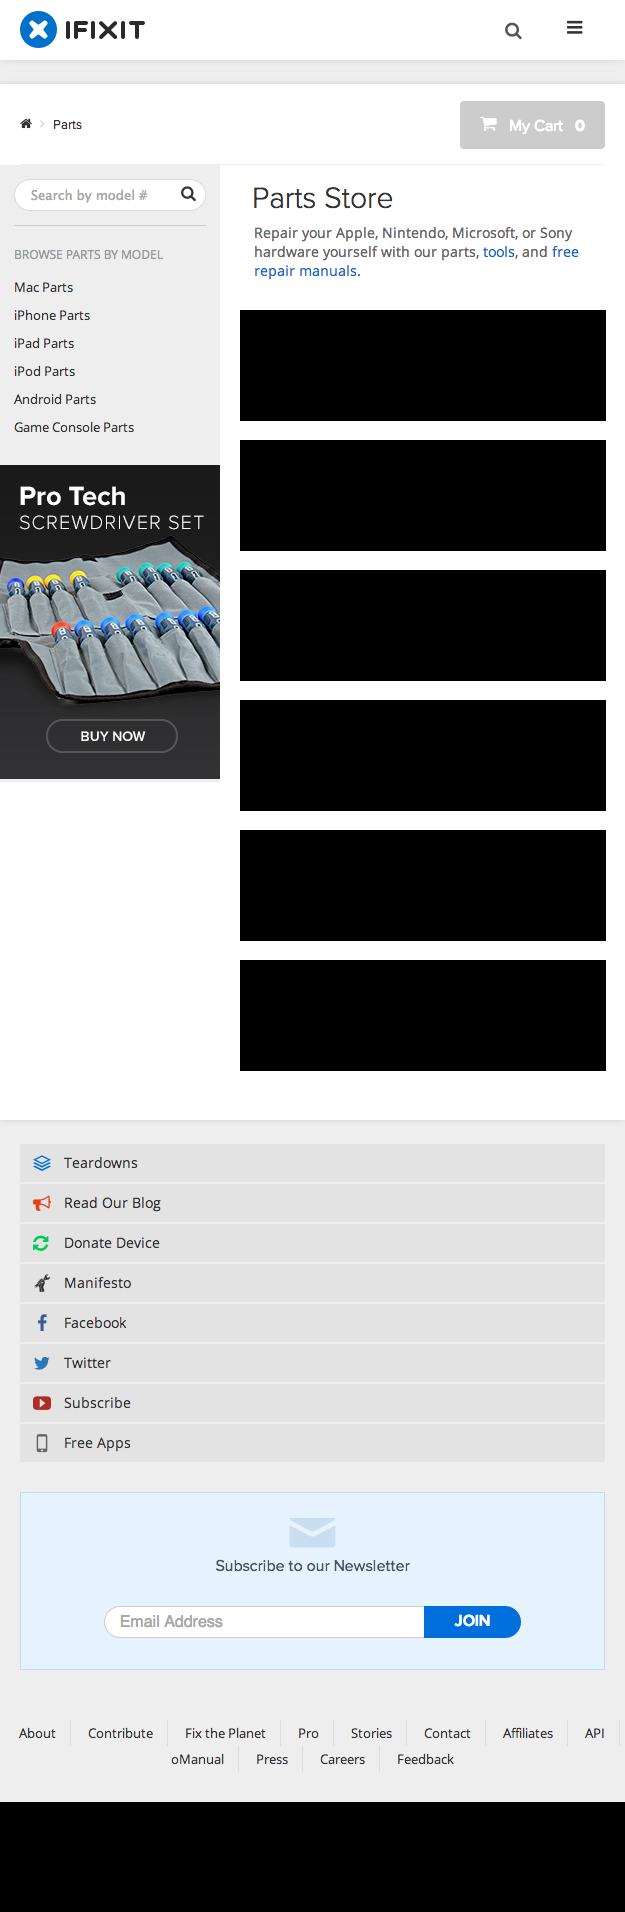 IFIXIT
Parts
My Cart 0
Search by model #
BROWSE PARTS BY MODEL
Mac Parts
iPhone Parts
iPad Parts
iPod Parts
Android Parts
Game Console Parts
Pro Tech
SCREWDRIVER SET
BUY NOW
Parts Store
Repair your Apple, Nintendo, Microsoft, or Sony
hardware yourself with our parts, tools, and free
repair manuals.
Teardowns
Read Our Blog
Donate Device
Manifesto
Facebook
Twitter
Subscribe
Free Apps
Subscribe to our Newsletter
Email Address JOIN
About Contribute Fix the Planet Pro Stories Contact Affiliates API
oManual Press Careers Feedback